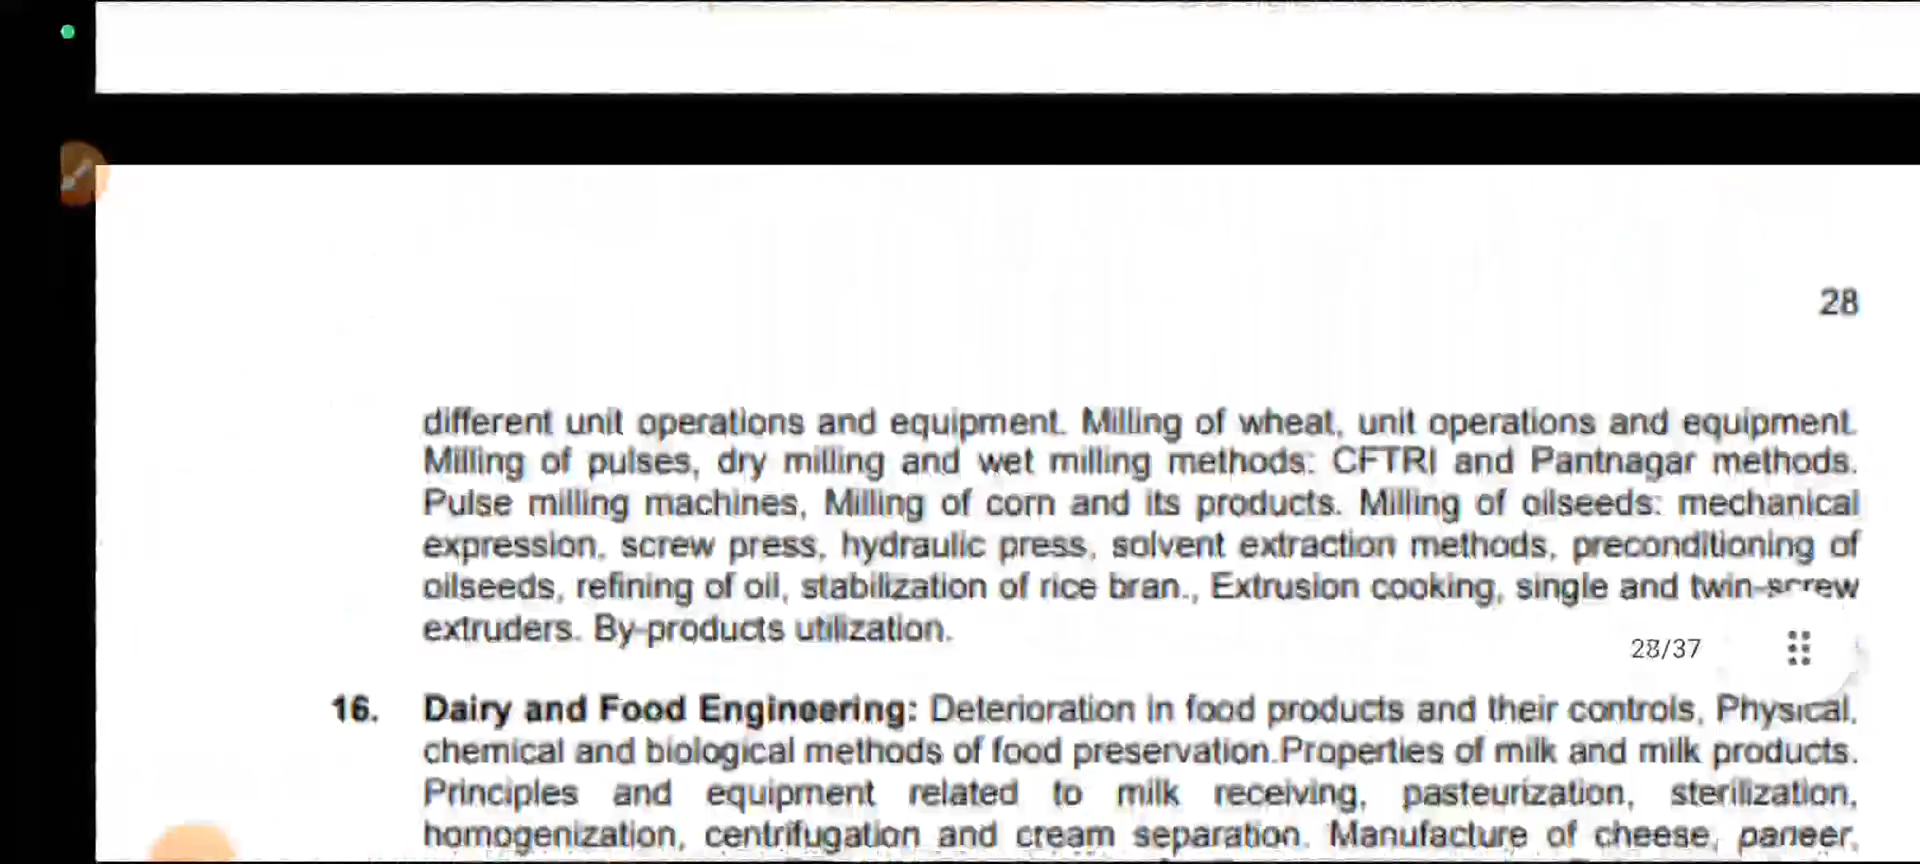 28
different unit operations and equipment. Milling of wheat, unit operations and equipment.
Milling of pulses, dry milling and wet milling methods: CFTRI and Pantnagar methods.
Pulse milling machines, Milling of corn and its products. Milling of oilseeds: mechanical
expression, screw press, hydraulic press, solvent extraction methods, preconditioning of
oilseeds, refining of oil, stabilization of rice bran., Extrusion cooking, single and twin-screw
extruders. By-products utilization.
28/37
16. Dairy and Food Engineering: Deterioration in food products and their controls, Physical,
chemical and biological methods of food preservation.Properties of milk and milk products.
Principles and equipment related to milk receiving, pasteurization, sterilization,
homogenization, centrifugation and cream separation. Manufacture of cheese, paneer,